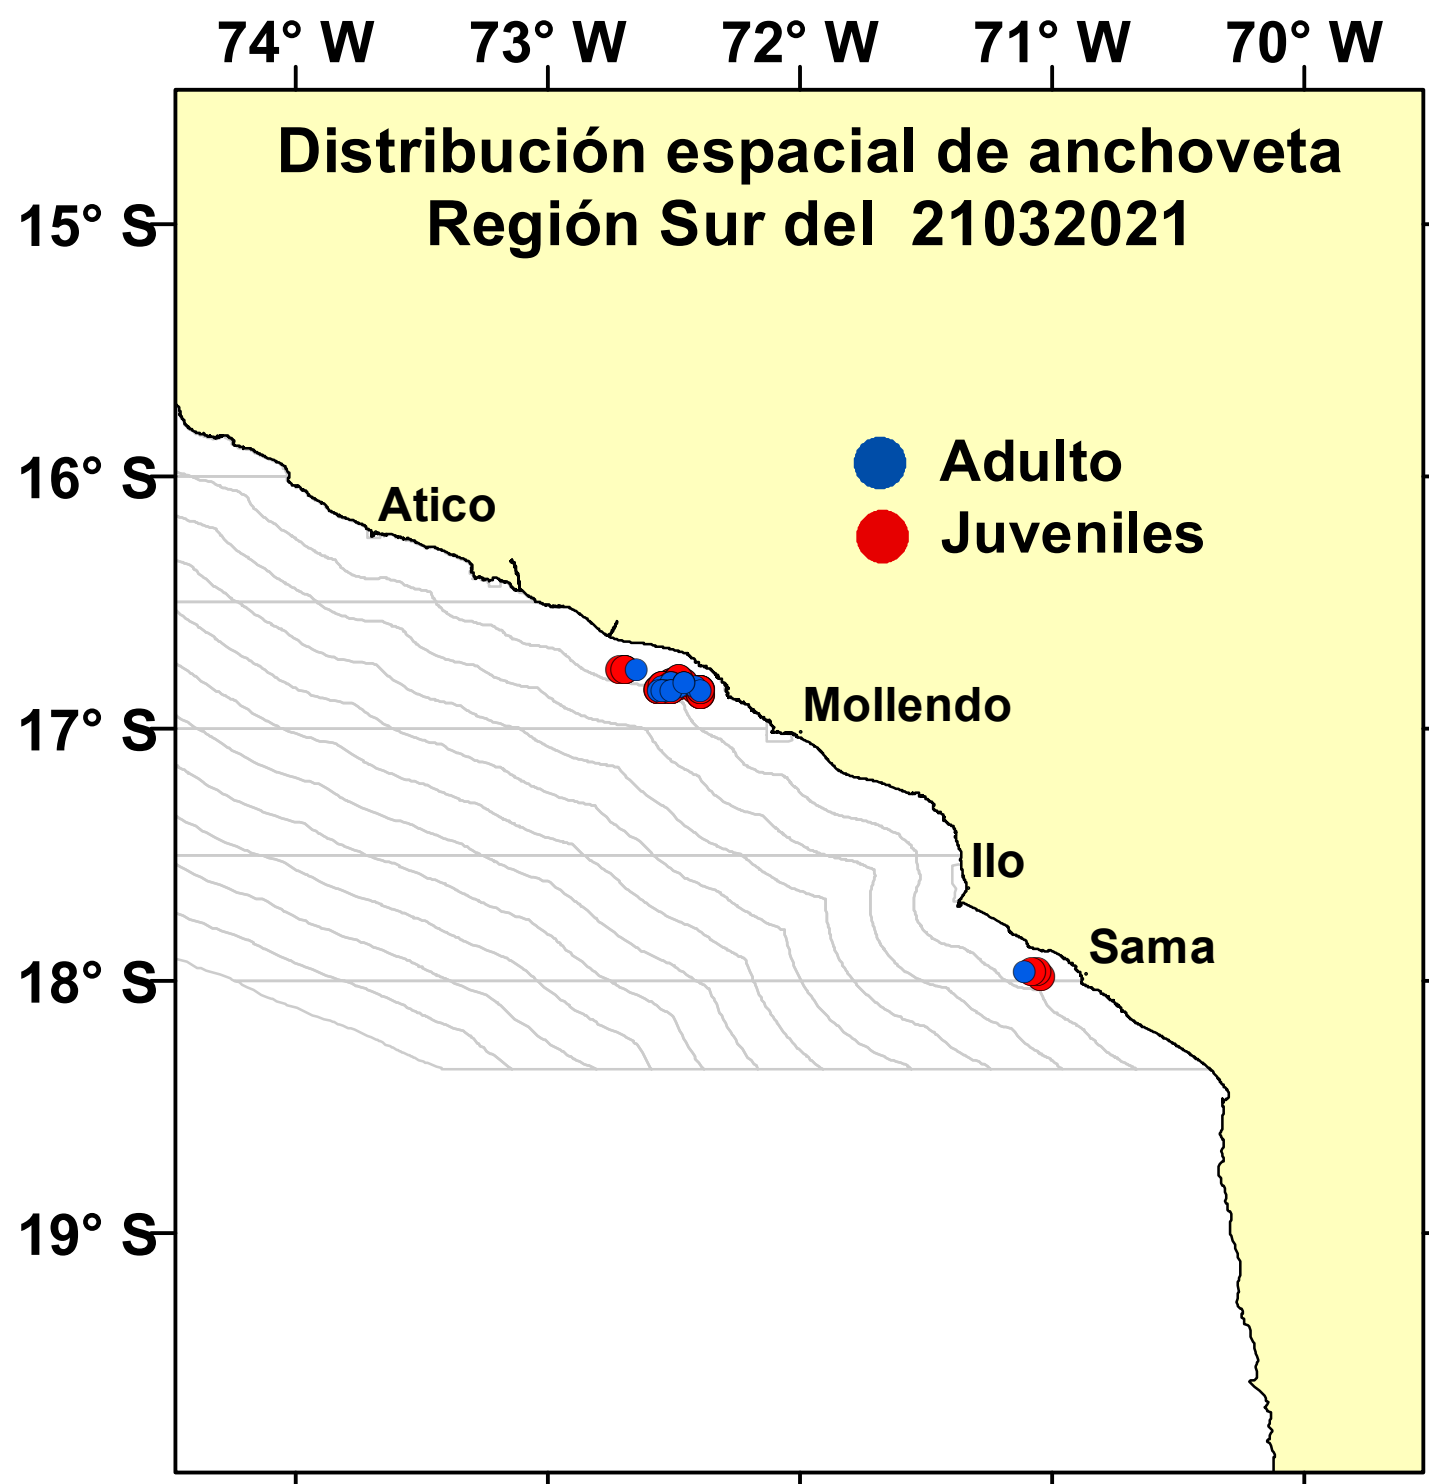 74° W 73° W 72° W 71° W 70° W
Distribución espacial de anchoveta
Región Sur del  21032021
15° S
16° S
17° S
18° S
19° S
Adulto
Juveniles
Atico
Mollendo
Ilo
Sama